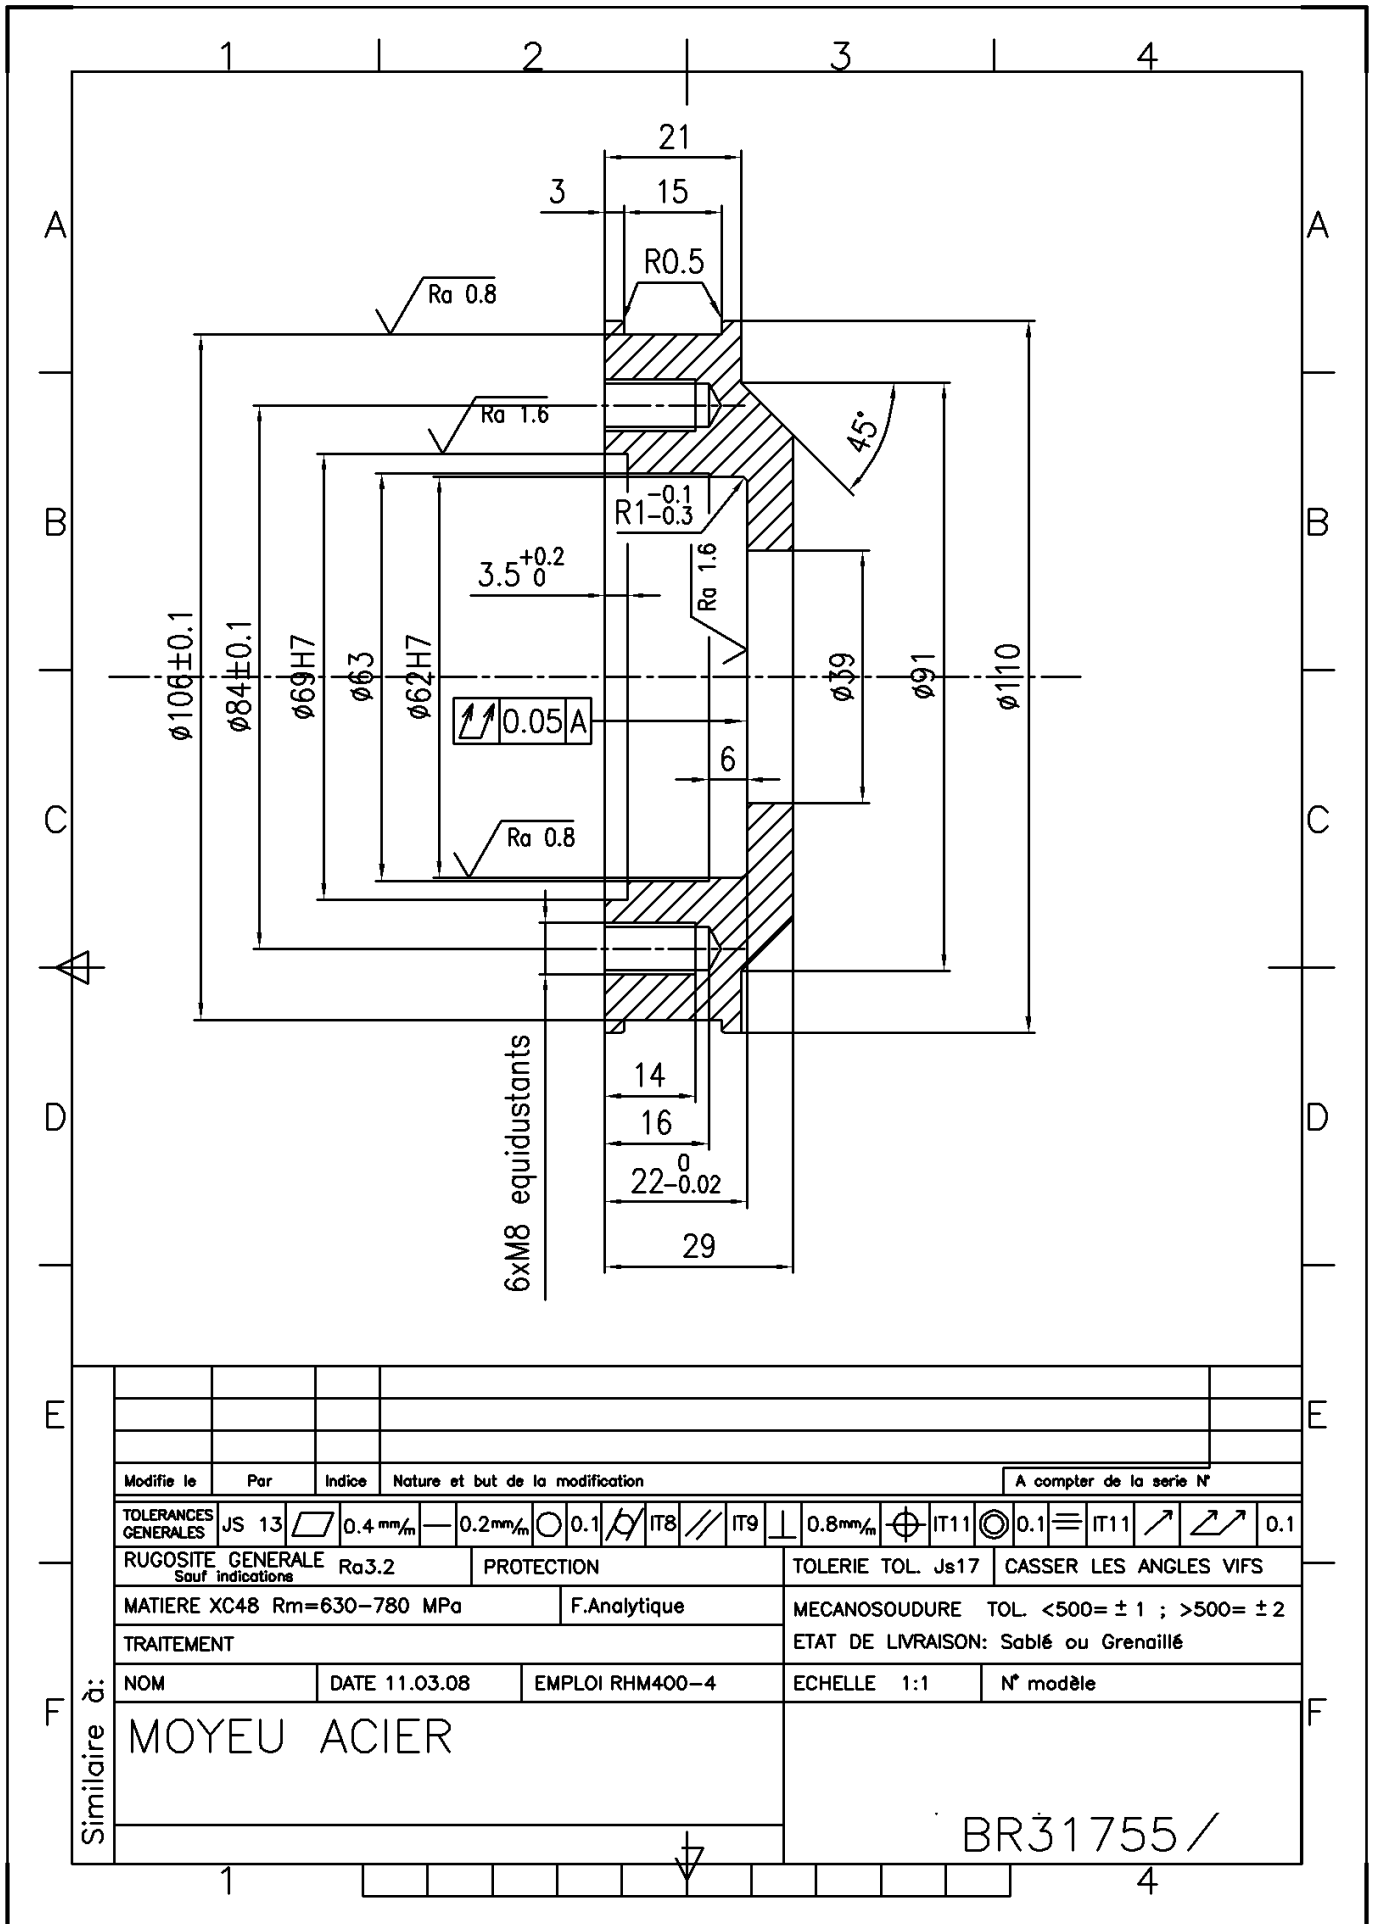 1 2 3 4
21
3 15
A A
R0.5
Ra 0.8
Ra 1.6
45°
R1 -0.1 -0.3
B B
3.5 +0.2 0
Ra 1.6
ø106±0.1
ø84±0.1
ø69H7
ø63
ø62H7
ø39
ø91
ø110
0.05 A
6
C C
Ra 0.8
6xM8 equidustants
14
D D
16
22 0 -0.02
29
E E
Modifie le Par Indice Nature et but de la modification A compter de la serie N°
TOLERANCES GENERALES JS 13 0.4 mm/m 0.2mm/m 0.1 IT8 IT9 0.8mm/m IT11 0.1 IT11 0.1
RUGOSITE GENERALE Ra3.2 PROTECTION TOLERIE TOL. Js17 CASSER LES ANGLES VIFS
Sauf indications
MATIERE XC48 Rm=630-780 MPa F.Analytique MECANOSOUDURE TOL. <500= ± 1 ; >500= ± 2
TRAITEMENT ETAT DE LIVRAISON: Sablé ou Grenaillé
NOM DATE 11.03.08 EMPLOI RHM400-4 ECHELLE 1:1 N° modèle
F F
MOYEU ACIER
Similaire à:
BR31755/
1 4